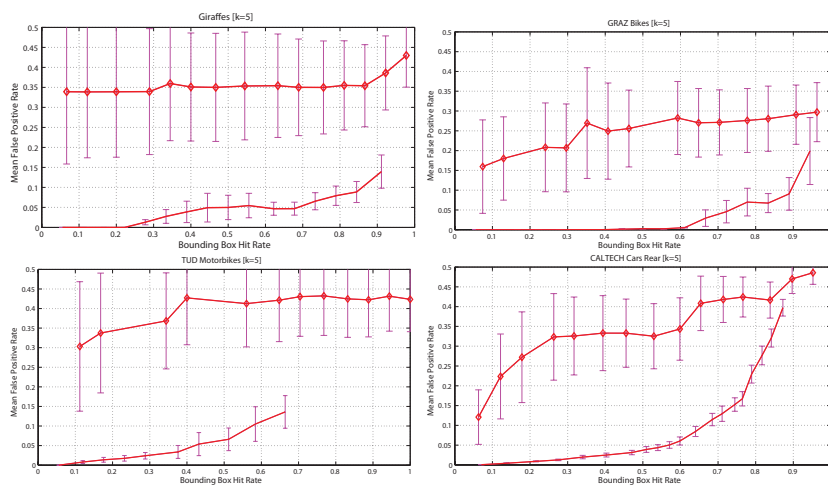 Giraffes [k=5]
0.5
0.45
0.4
0.35
0.3
0.25
0.2
0.15
0.1
0.05
0
Mean False Positive Rate
0 0.1 0.2 0.3 0.4 0.5 0.6 0.7 0.8 0.9 1
Bounding Box Hit Rate
GRAZ Bikes [k=5]
0.5
0.45
0.4
0.35
0.3
0.25
0.2
0.15
0.1
0.05
0
Mean False Positive Rate
0 0.1 0.2 0.3 0.4 0.5 0.6 0.7 0.8 0.9 1
Bounding Box Hit Rate
TUD Motorbikes [k=5]
0.5
0.45
0.4
0.35
0.3
0.25
0.2
0.15
0.1
0.05
0
Mean False Positive Rate
0 0.1 0.2 0.3 0.4 0.5 0.6 0.7 0.8 0.9 1
Bounding Box Hit Rate
CALTECH Cars Rear [k=5]
0.5
0.45
0.4
0.35
0.3
0.25
0.2
0.15
0.1
0.05
0
Mean False Positive Rate
0 0.1 0.2 0.3 0.4 0.5 0.6 0.7 0.8 0.9 1
Bounding Box Hit Rate